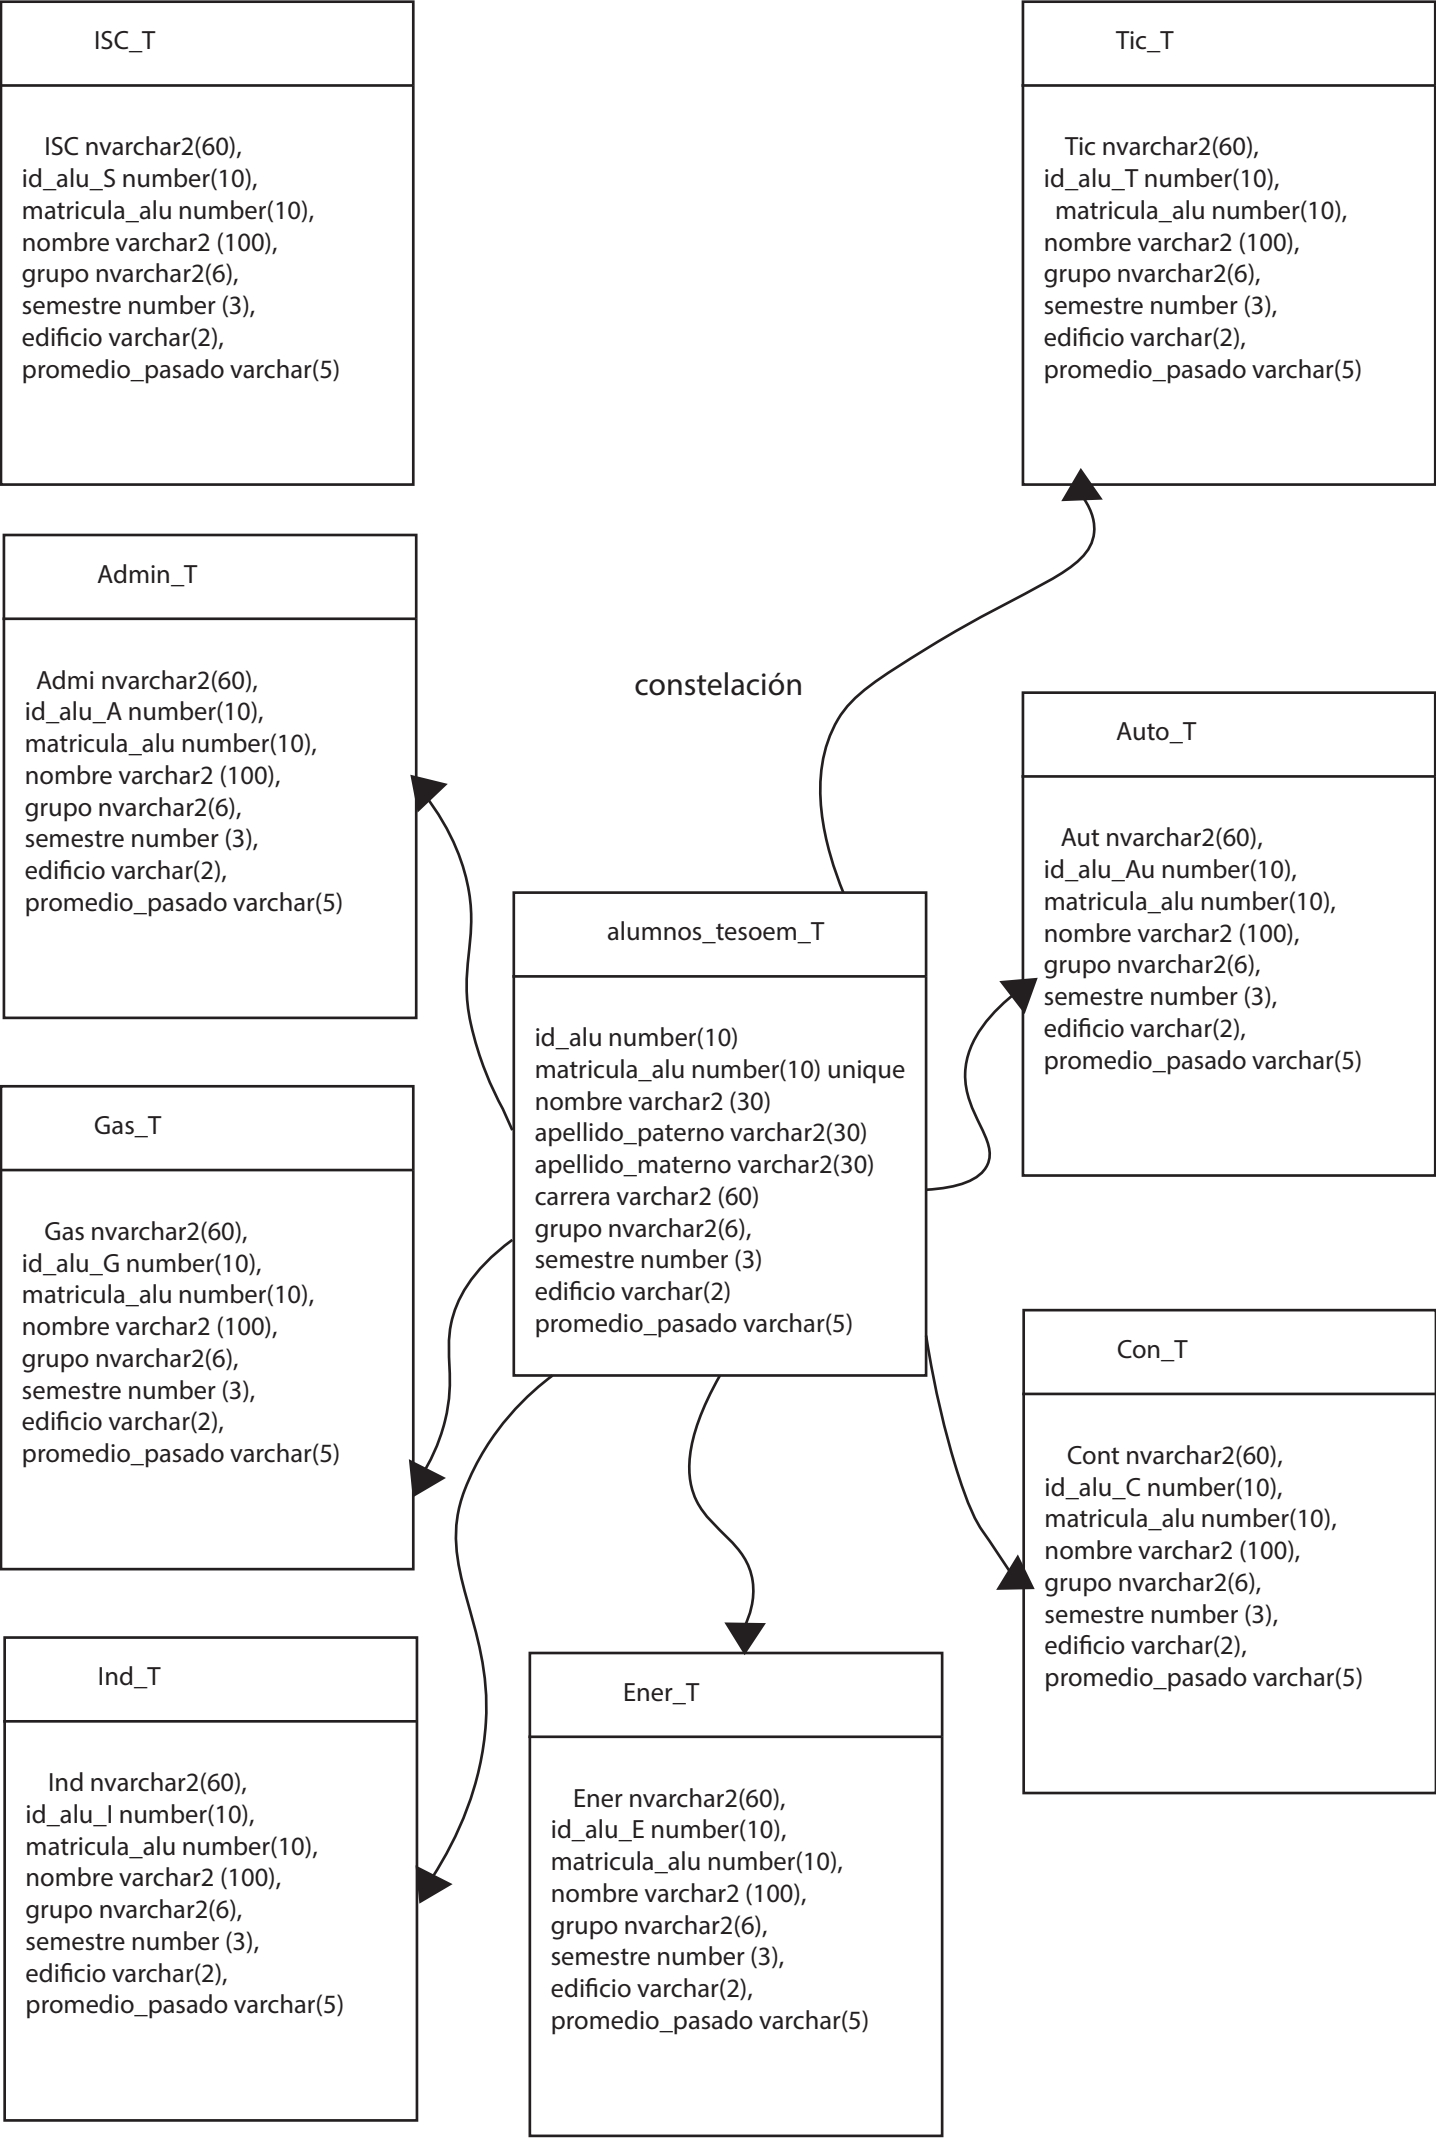 ISC_T
ISC nvarchar2(60),
id_alu_S number(10),
matricula_alu number(10),
nombre varchar2 (100),
grupo nvarchar2(6),
semestre number (3),
edificio varchar(2),
promedio_pasado varchar(5)
Tic_T
Tic nvarchar2(60),
id_alu_T number(10),
matricula_alu number(10),
nombre varchar2 (100),
grupo nvarchar2(6),
semestre number (3),
edificio varchar(2),
promedio_pasado varchar(5)
Admin_T
Admi nvarchar2(60),
id_alu_A number(10),
matricula_alu number(10),
nombre varchar2 (100),
grupo nvarchar2(6),
semestre number (3),
edificio varchar(2),
promedio_pasado varchar(5)
constelación
Auto_T
Aut nvarchar2(60),
id_alu_Au number(10),
matricula_alu number(10),
nombre varchar2 (100),
grupo nvarchar2(6),
semestre number (3),
edificio varchar(2),
promedio_pasado varchar(5)
alumnos_tesoem_T
id_alu number(10)
matricula_alu number(10) unique
nombre varchar2 (30)
apellido_paterno varchar2(30)
apellido_materno varchar2(30)
carrera varchar2 (60)
grupo nvarchar2(6),
semestre number (3)
edificio varchar(2)
promedio_pasado varchar(5)
Gas_T
Gas nvarchar2(60),
id_alu_G number(10),
matricula_alu number(10),
nombre varchar2 (100),
grupo nvarchar2(6),
semestre number (3),
edificio varchar(2),
promedio_pasado varchar(5)
Con_T
Cont nvarchar2(60),
id_alu_C number(10),
matricula_alu number(10),
nombre varchar2 (100),
grupo nvarchar2(6),
semestre number (3),
edificio varchar(2),
promedio_pasado varchar(5)
Ind_T
Ind nvarchar2(60),
id_alu_I number(10),
matricula_alu number(10),
nombre varchar2 (100),
grupo nvarchar2(6),
semestre number (3),
edificio varchar(2),
promedio_pasado varchar(5)
Ener_T
Ener nvarchar2(60),
id_alu_E number(10),
matricula_alu number(10),
nombre varchar2 (100),
grupo nvarchar2(6),
semestre number (3),
edificio varchar(2),
promedio_pasado varchar(5)